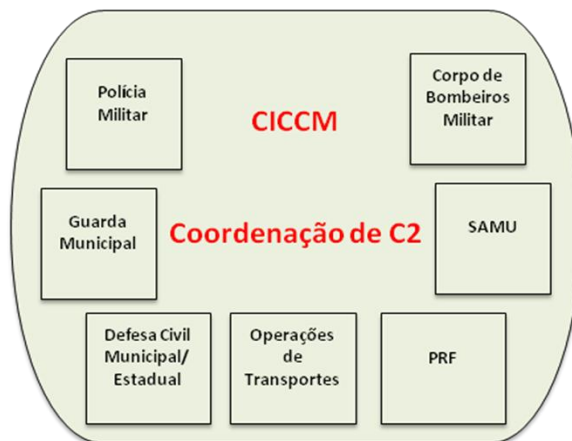 Polícia
Militar
CICCM
Corpo de
Bombeiros
Militar
Guarda
Municipal
Coordenação de C2
SAMU
Defesa Civil
Municipal/
Estadual
Operações
de
Transportes
PRF